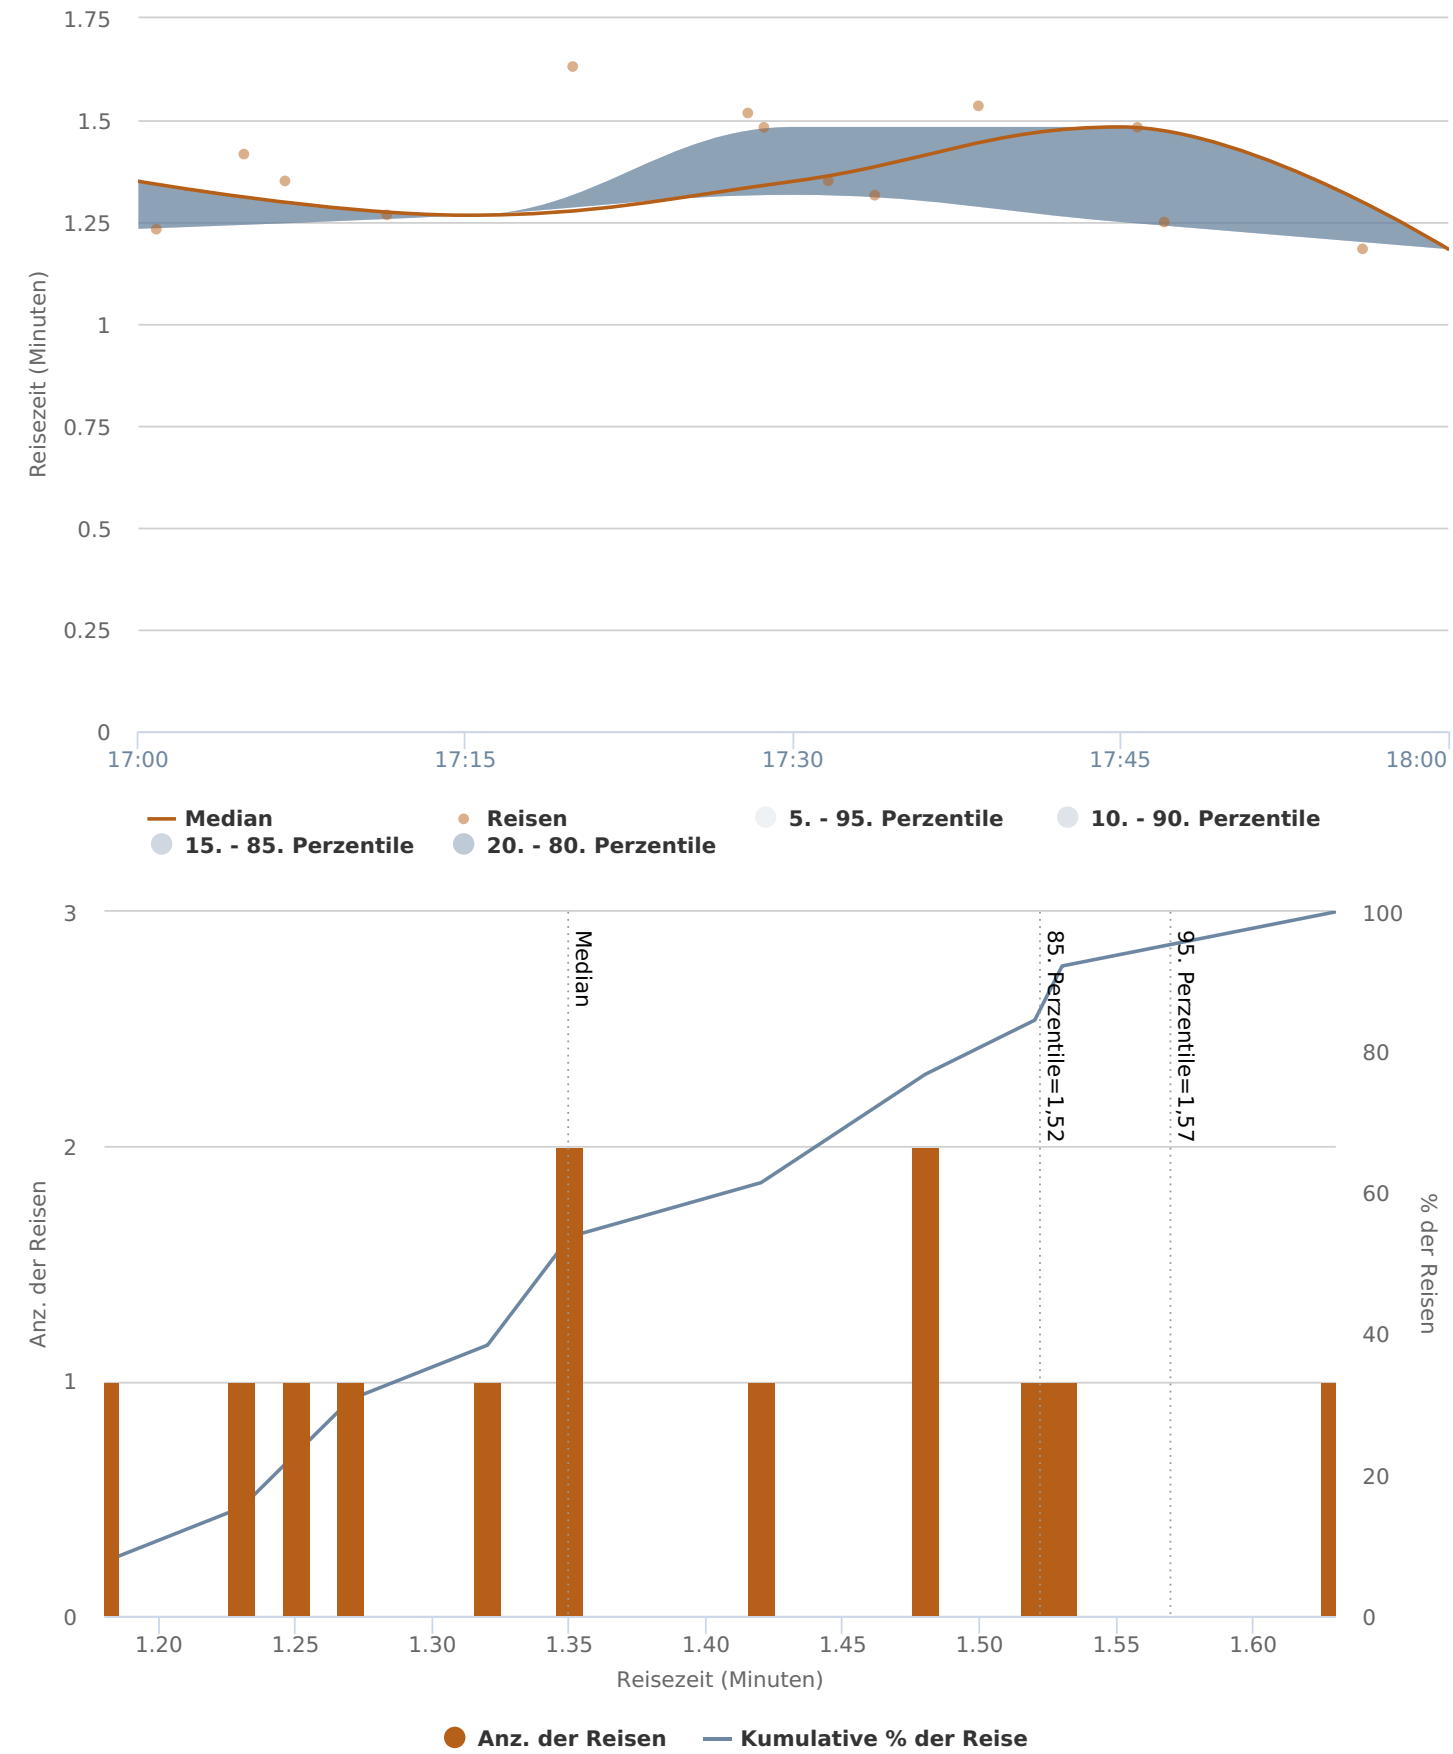 1.75
1.5
1.25
1
0.75
0.5
0.25
0
Reisezeit (Minuten)
17:00 17:15 17:30 17:45 18:00
Median Reisen 5. - 95. Perzentile 10. - 90. Perzentile
15. - 85. Perzentile 20. - 80. Perzentile
3
2
1
0
Anz. der Reisen
Median
85. Perzentile=1,52
95. Perzentile=1,57
100
80
60
40
20
0
% der Reisen
1.20 1.25 1.30 1.35 1.40 1.45 1.50 1.55 1.60
Reisezeit (Minuten)
Anz. der Reisen Kumulative % der Reise